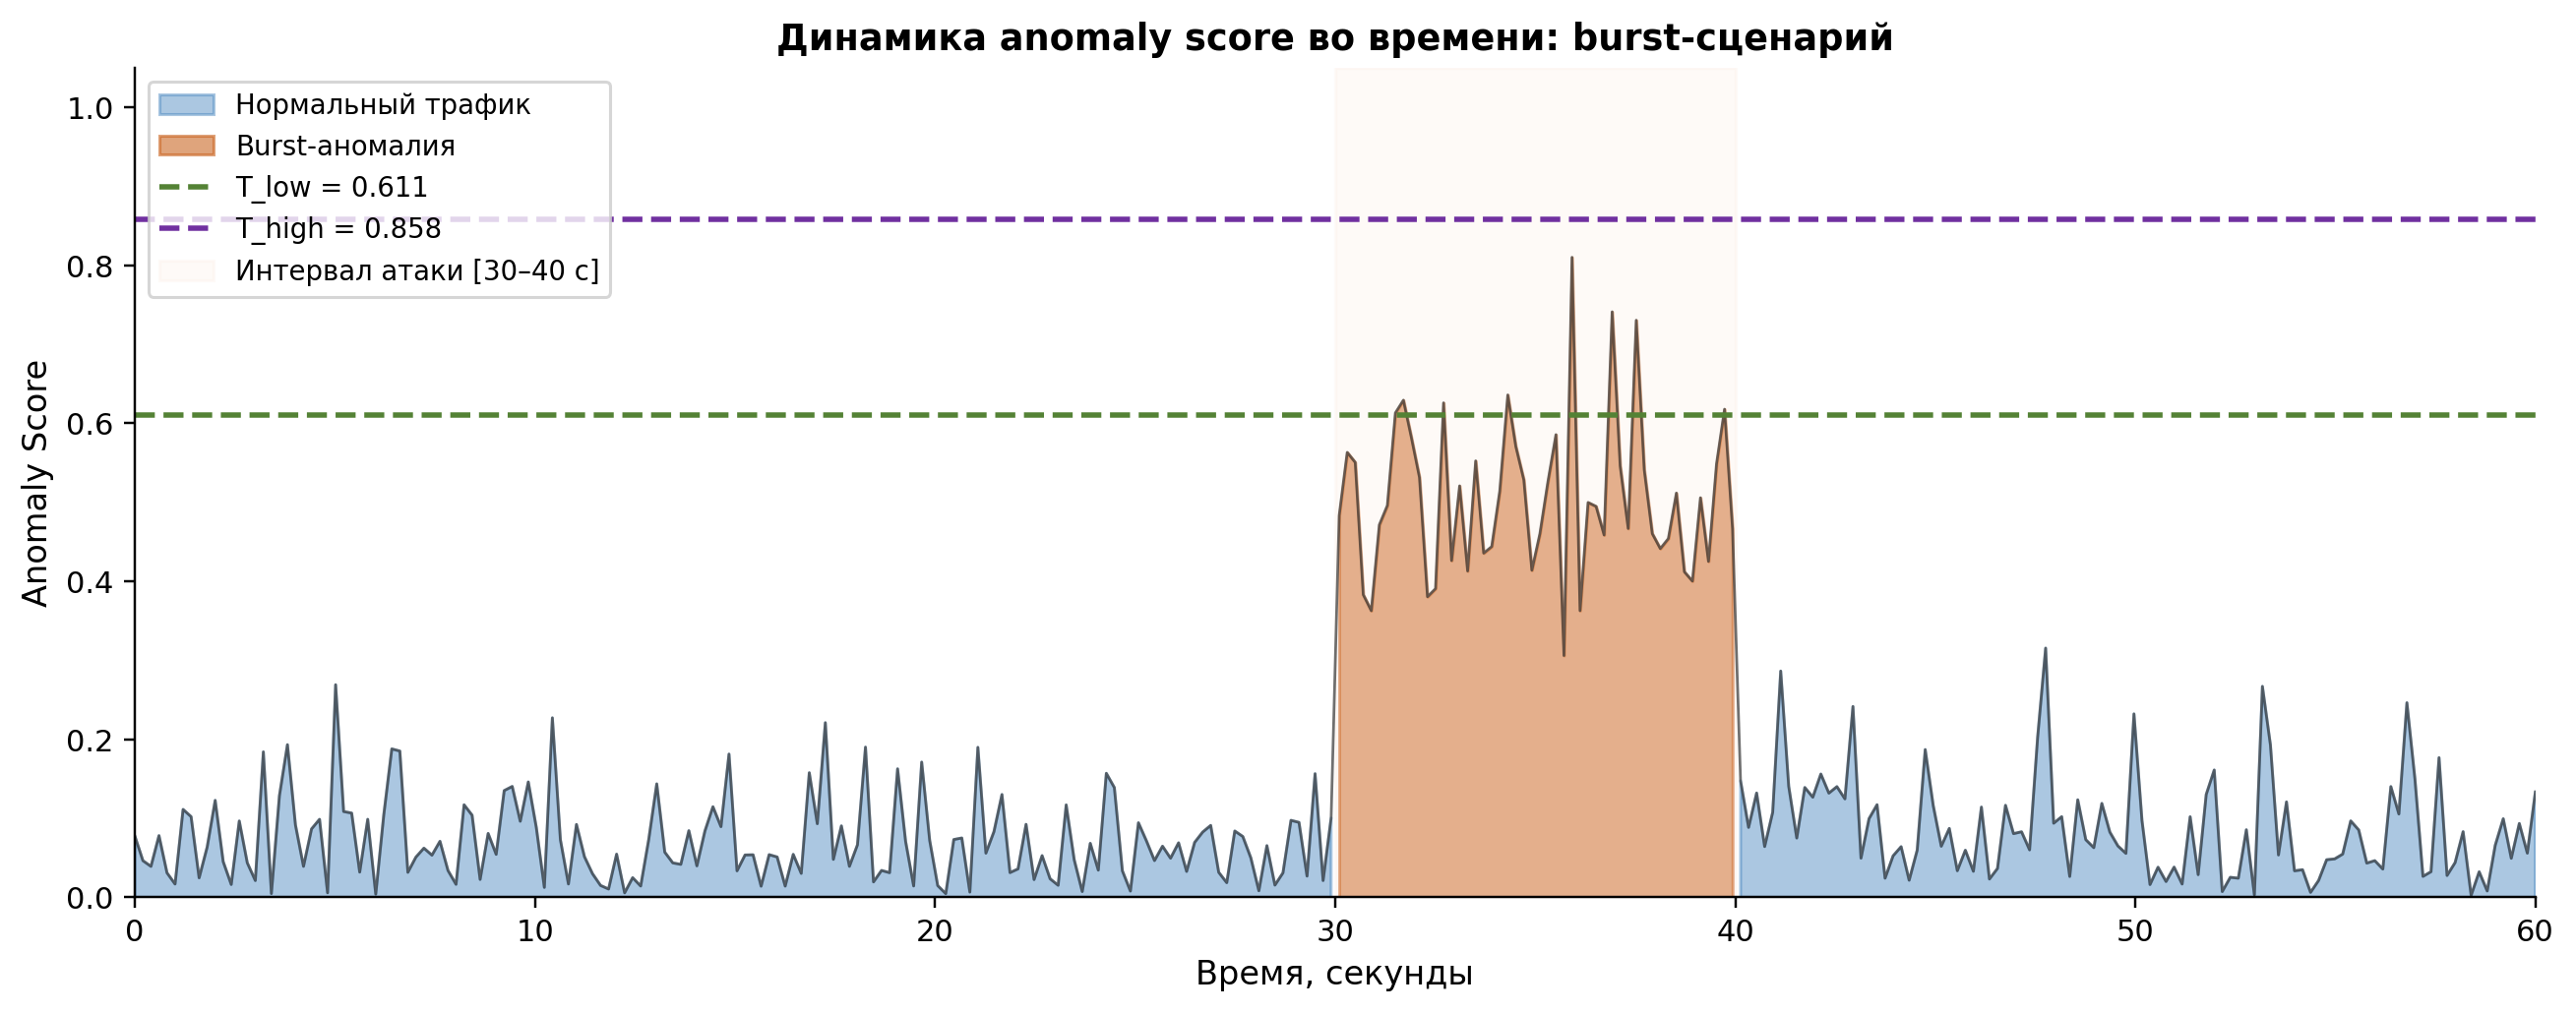 Динамика anomaly score во времени: burst-сценарий
Нормальный трафик
Burst-аномалия
T_low = 0.611
T_high = 0.858
Интервал атаки [30–40 с]
Anomaly Score
1.0
0.8
0.6
0.4
0.2
0.0
0 10 20 30 40 50 60
Время, секунды